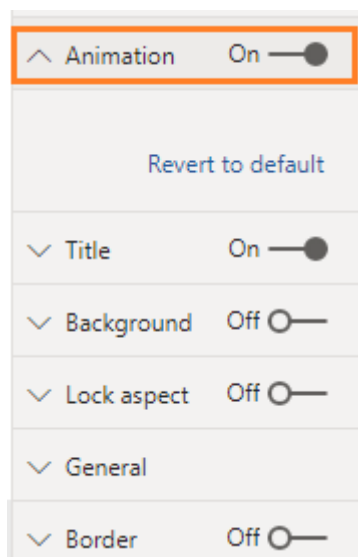 Animation On
Revert to default
Title On
Background Off
Lock aspect Off
General
Border Off